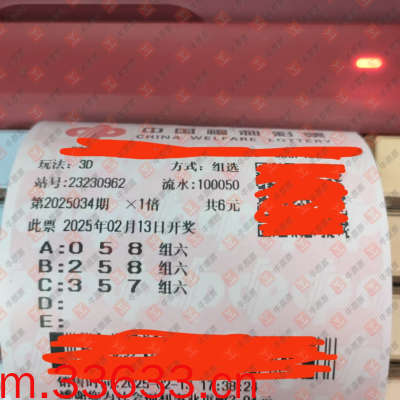 中国福利彩票
CHINA WELFARE LOTTERY
玩法:3D 方式:组选
站号:23230962 流水:100050
第2025034期 ×1倍 共6元
此票 2025年02月13日开奖
A:0 5 8 组六
B:2 5 8 组六
C:3 5 7 组六
D:
E:
m.33633.cn